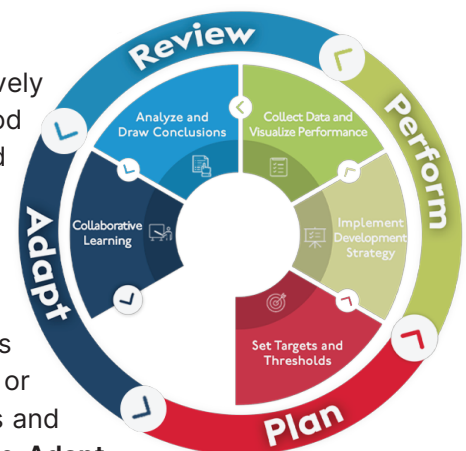 vely
od
d
s
or
s and
Adapt
Review
Perform
Plan
Adapt
Analyze and
Draw Conclusions
Collect Data and
Visualize Performance
Implement
Development
Strategy
Set Targets and
Thresholds
Collaborative
Learning